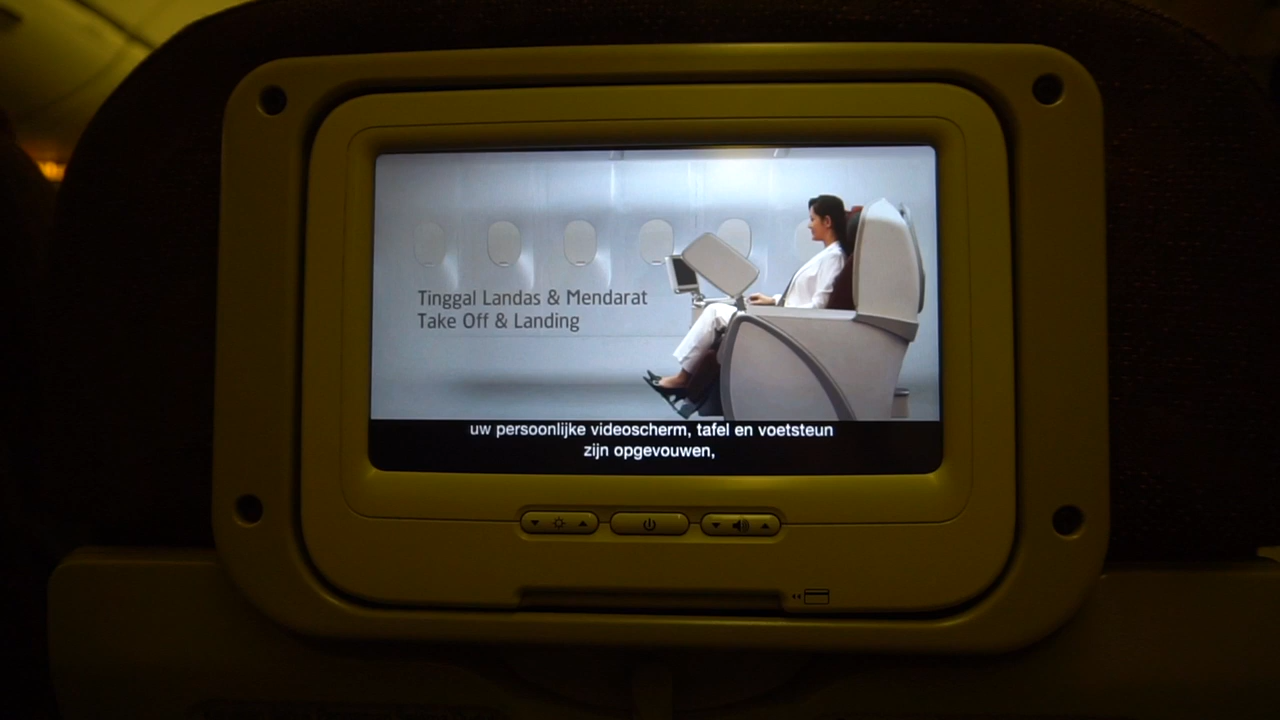 Tinggal Landas & Mendarat
Take Off & Landing
uw persoonlijke videoscherm, tafel en voetsteun
zijn opgevouwen,